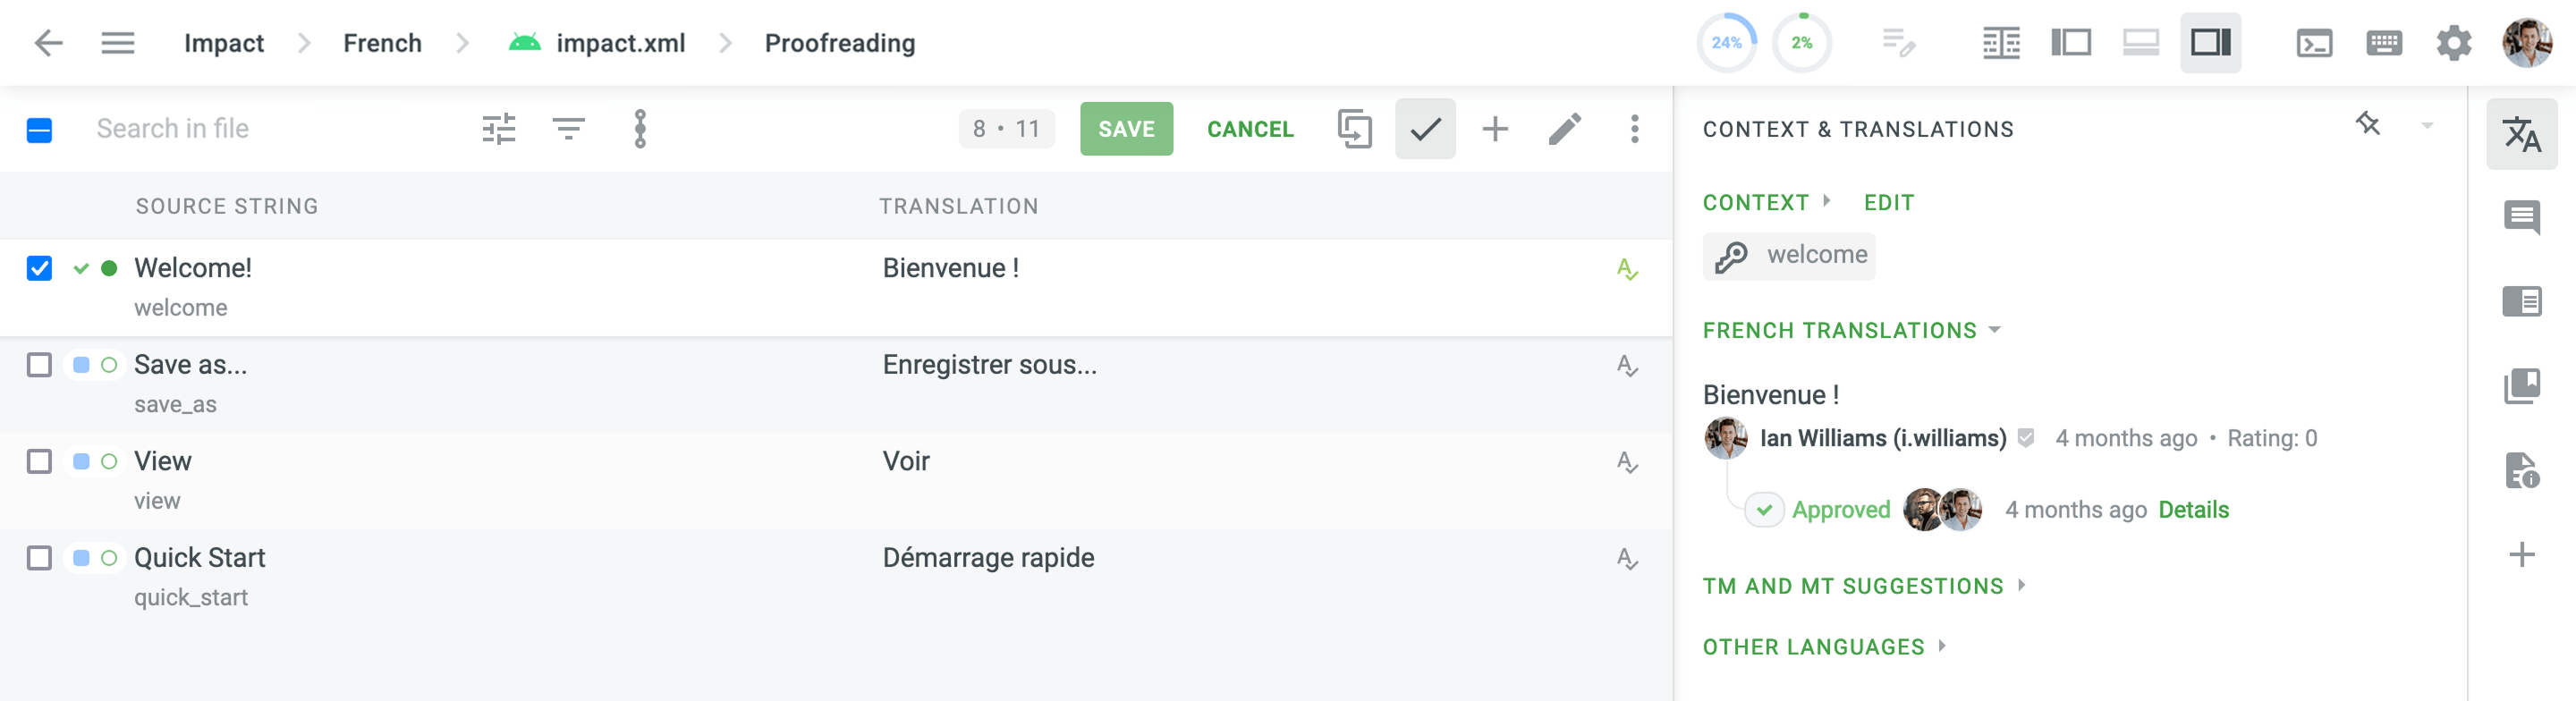 Impact
French
impact.xml
Proofreading
24%
2%
Search in file
8 • 11
SAVE
CANCEL
CONTEXT & TRANSLATIONS
SOURCE STRING
TRANSLATION
Welcome!
Bienvenue !
welcome
Save as...
Enregistrer sous...
save_as
View
Voir
view
Quick Start
Démarrage rapide
quick_start
CONTEXT
EDIT
welcome
FRENCH TRANSLATIONS
Bienvenue !
Ian Williams (i.williams) 4 months ago • Rating: 0
Approved 4 months ago Details
TM AND MT SUGGESTIONS
OTHER LANGUAGES